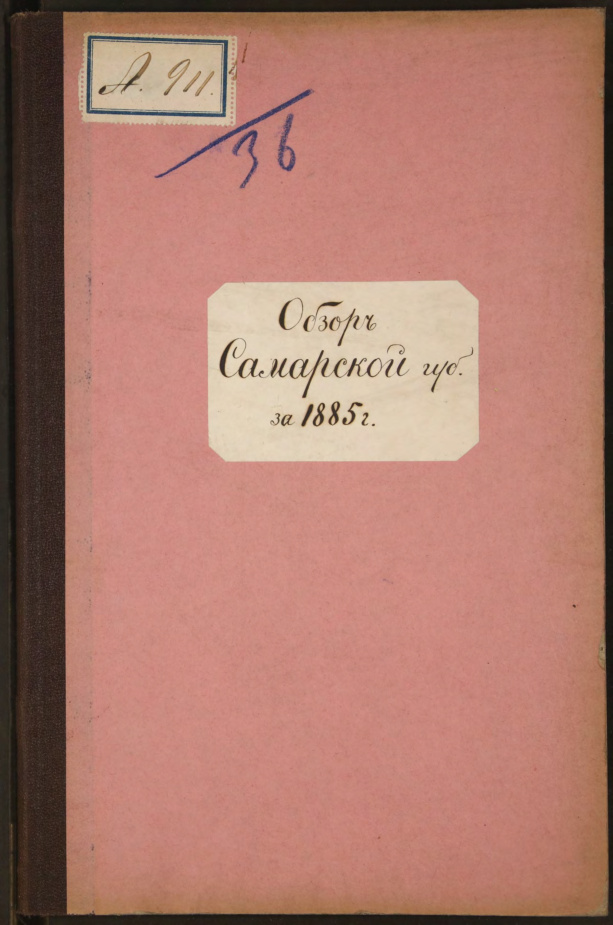 А. 911.
36
Обзоръ
Самарской губ.
за 1885 г.